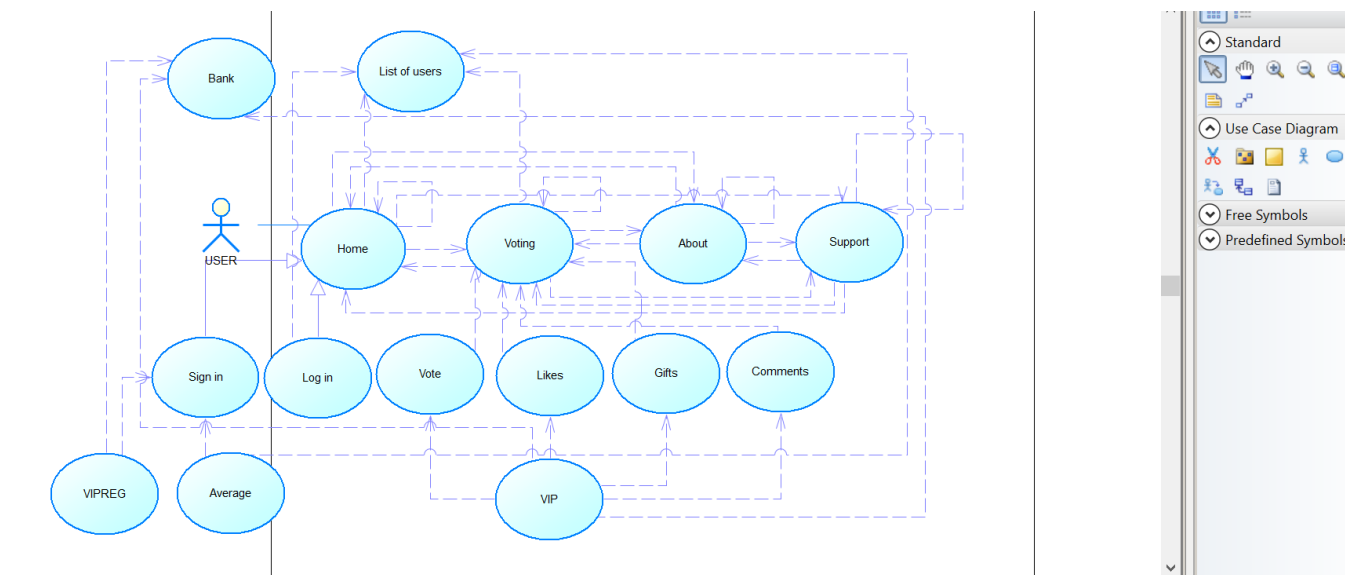 Bank
List of users
USER
Home
Voting
About
Support
Sign in
Log in
Vote
Likes
Gifts
Comments
VIPREG
Average
VIP
Standard
Use Case Diagram
Free Symbols
Predefined Symbols